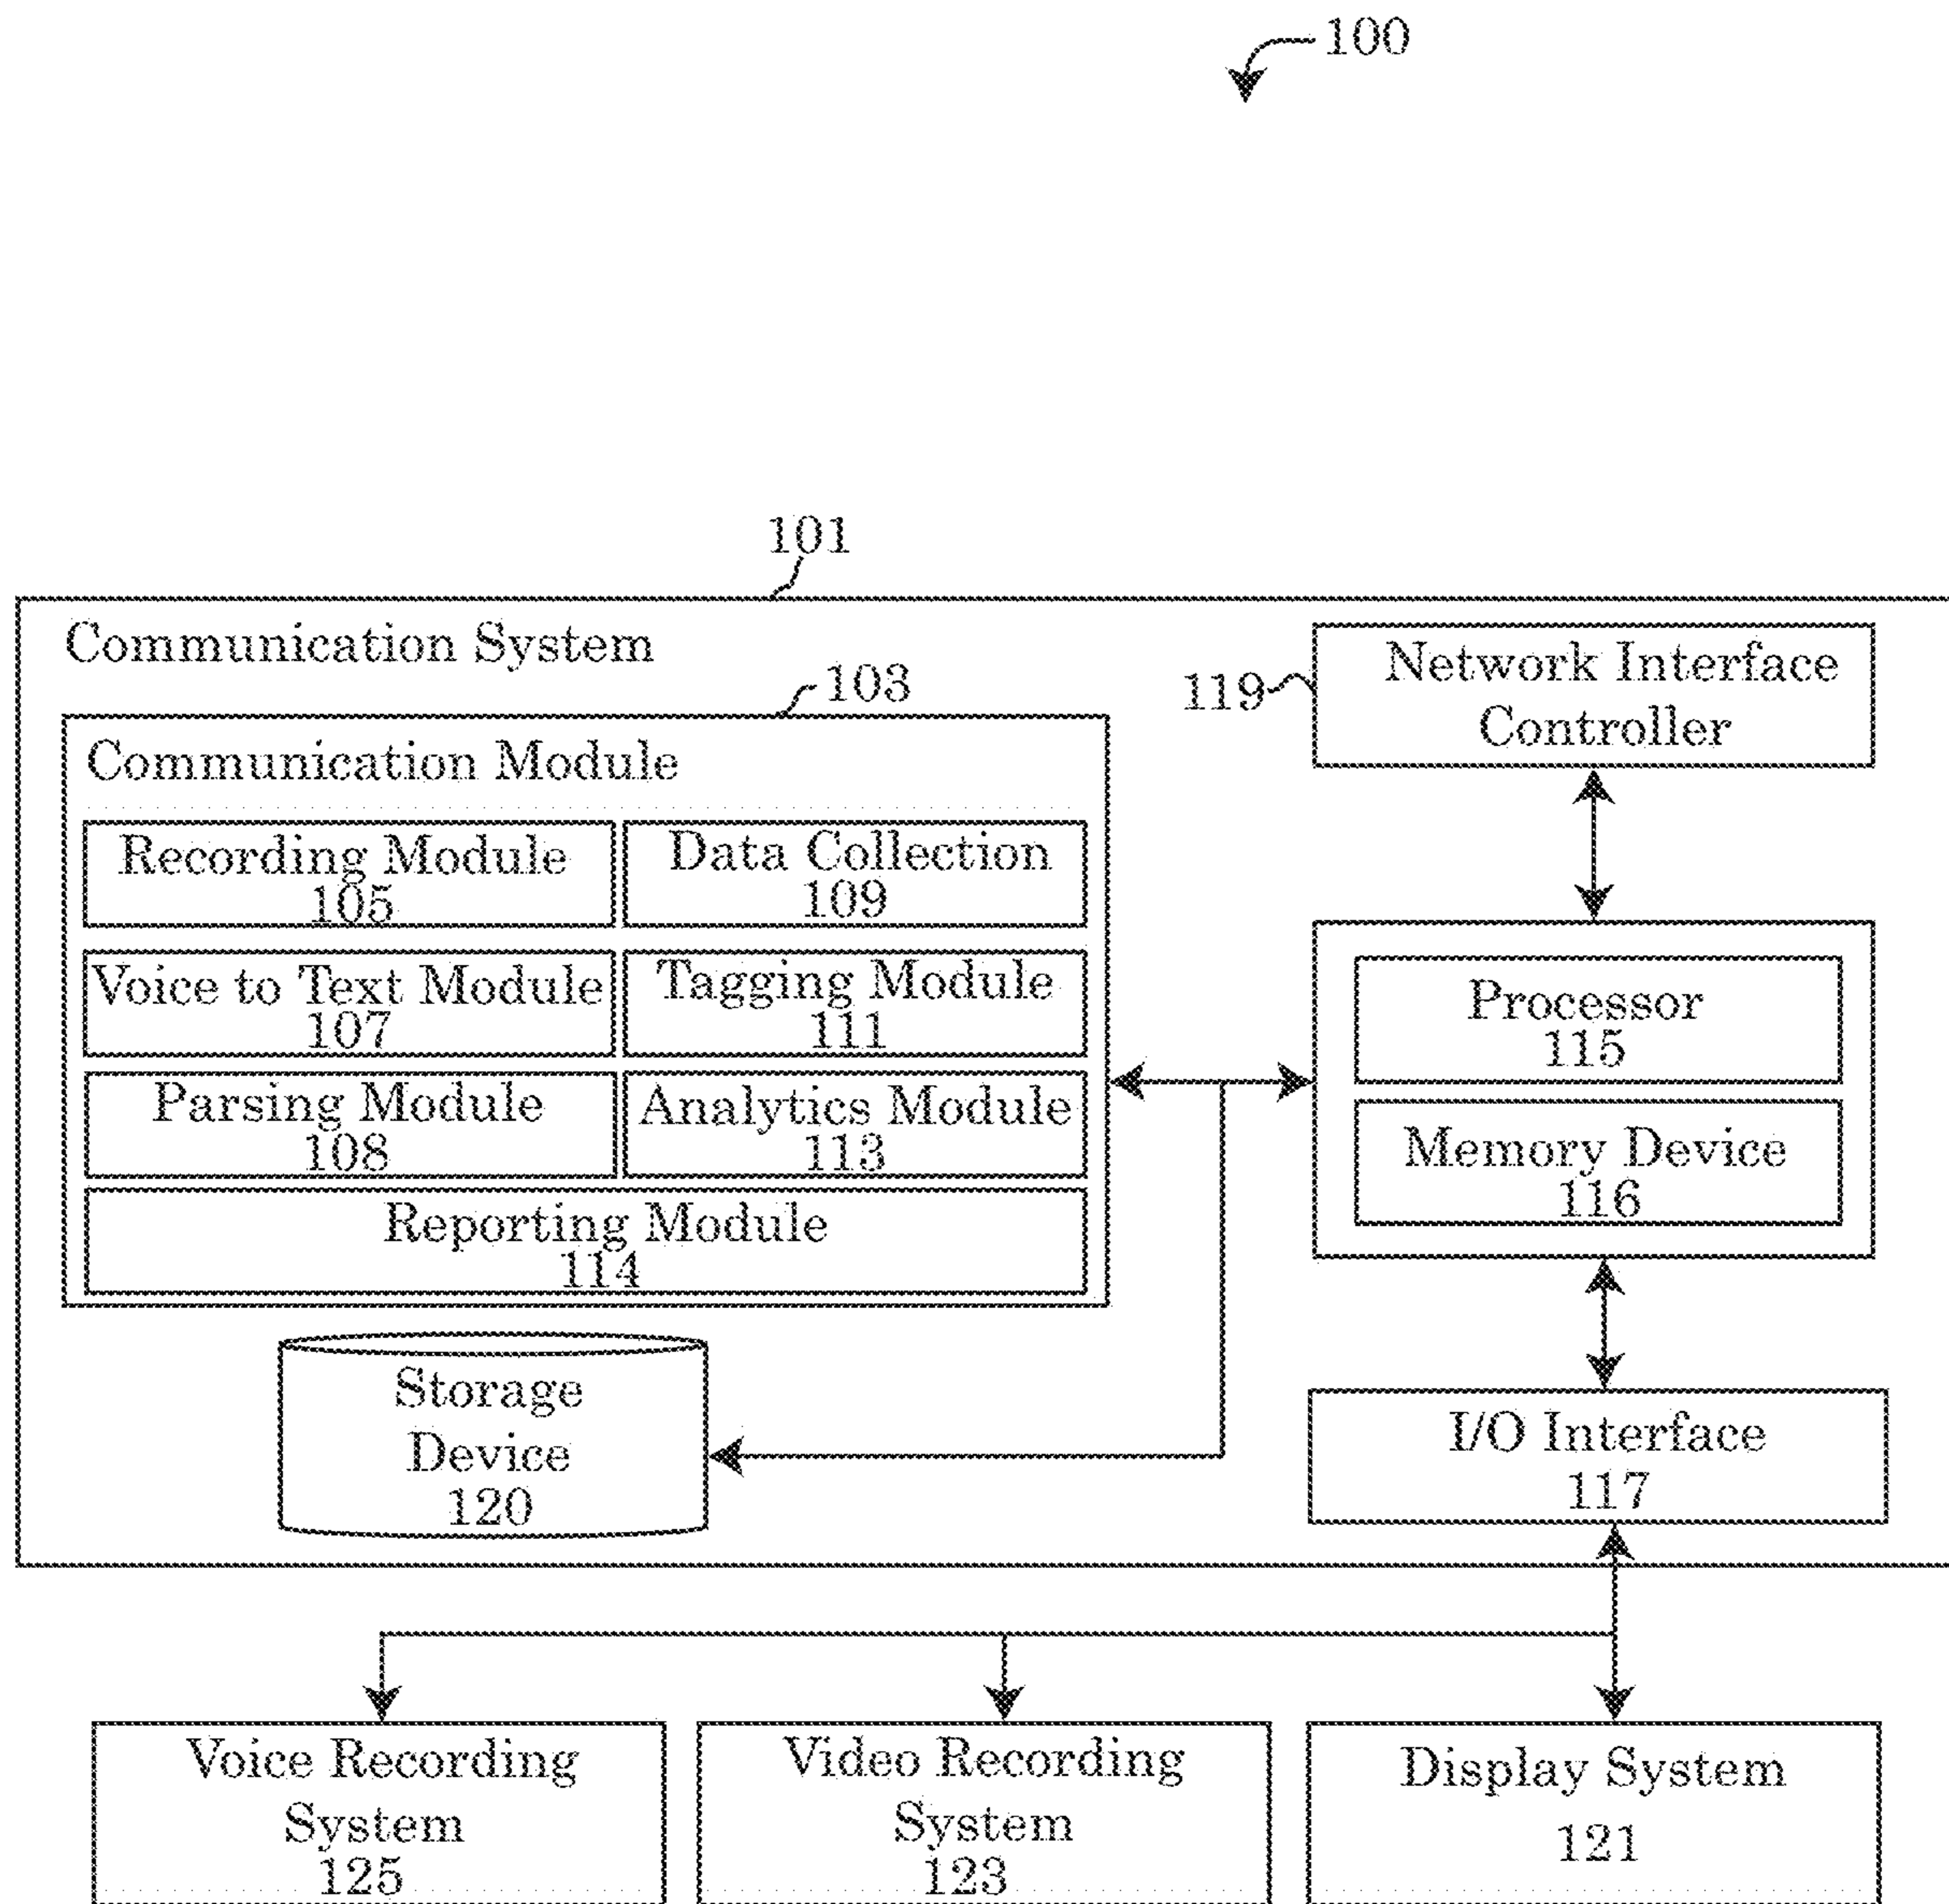 100
101
Communication System
103
Communication Module
Recording Module
105
Data Collection
109
Voice to Text Module
107
Tagging Module
111
Parsing Module
108
Analytics Module
113
Reporting Module
114
Storage
Device
120
119
Network Interface
Controller
Processor
115
Memory Device
116
I/O Interface
117
Voice Recording
System
125
Video Recording
System
123
Display System
121